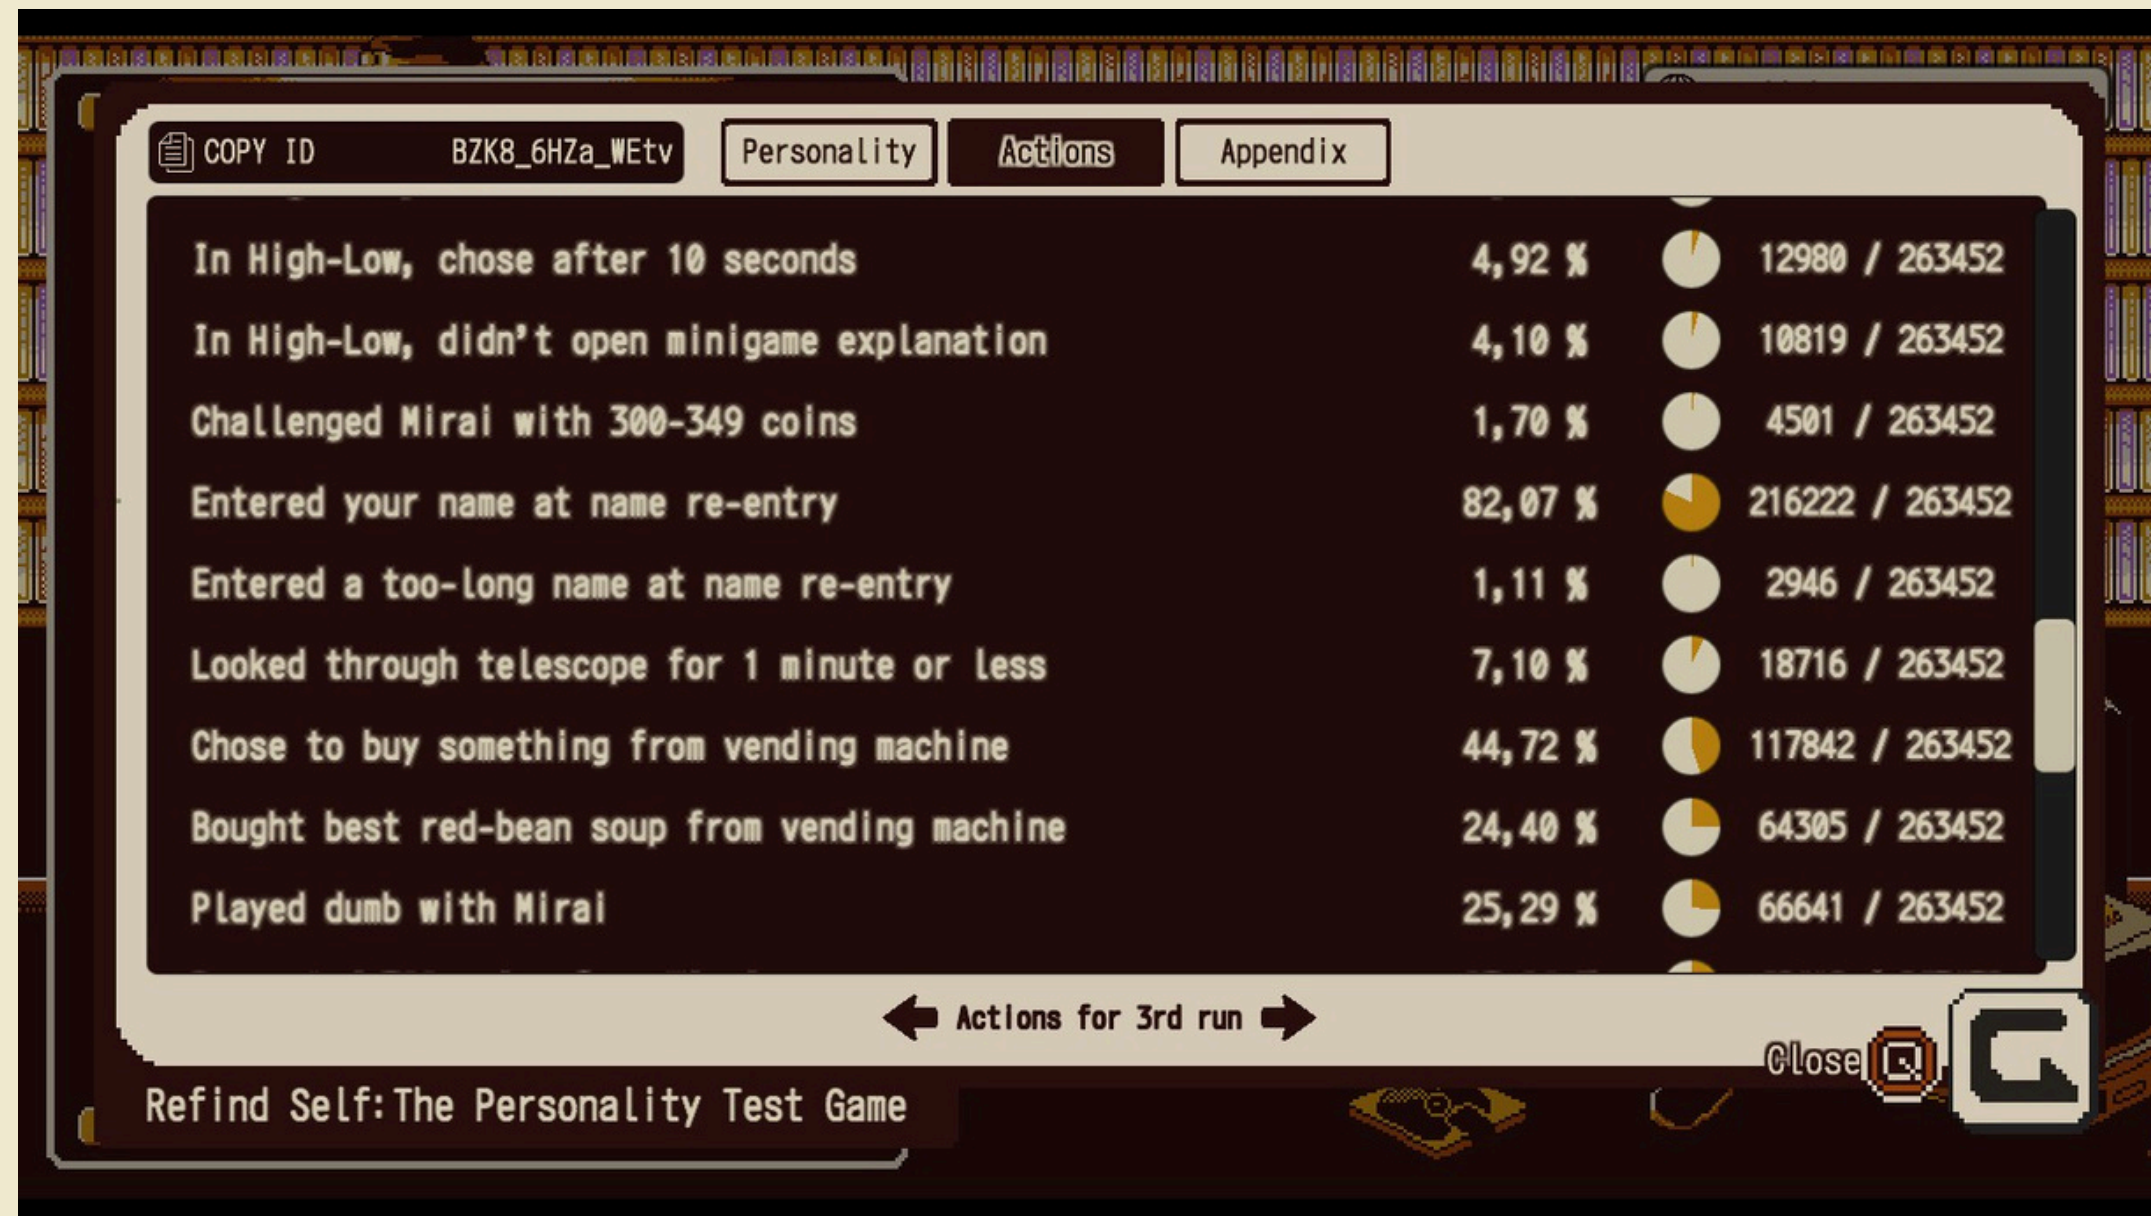 COPY ID BZK8_6HZa_WEtv Personality Actions Appendix
In High-Low, chose after 10 seconds 4,92 % 12980 / 263452
In High-Low, didn't open minigame explanation 4,10 % 10819 / 263452
Challenged Mirai with 300-349 coins 1,70 % 4501 / 263452
Entered your name at name re-entry 82,07 % 216222 / 263452
Entered a too-long name at name re-entry 1,11 % 2946 / 263452
Looked through telescope for 1 minute or less 7,10 % 18716 / 263452
Chose to buy something from vending machine 44,72 % 117842 / 263452
Bought best red-bean soup from vending machine 24,40 % 64305 / 263452
Played dumb with Mirai 25,29 % 66641 / 263452
Actions for 3rd run
Close
Refind Self:The Personality Test Game